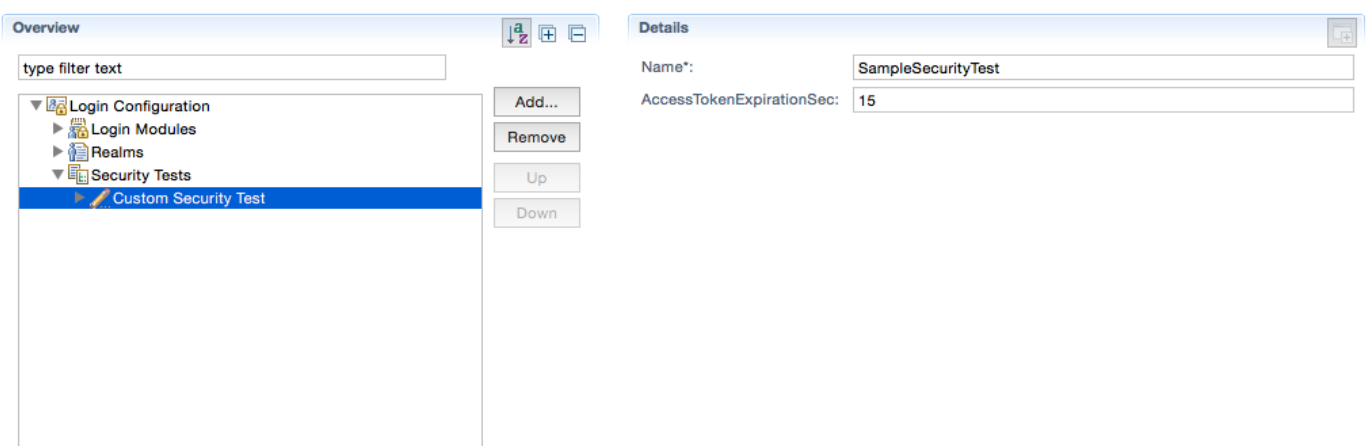 Overview
type filter text
Login Configuration
Login Modules
Realms
Security Tests
Custom Security Test
Add...
Remove
Up
Down
Details
Name*: SampleSecurityTest
AccessTokenExpirationSec: 15